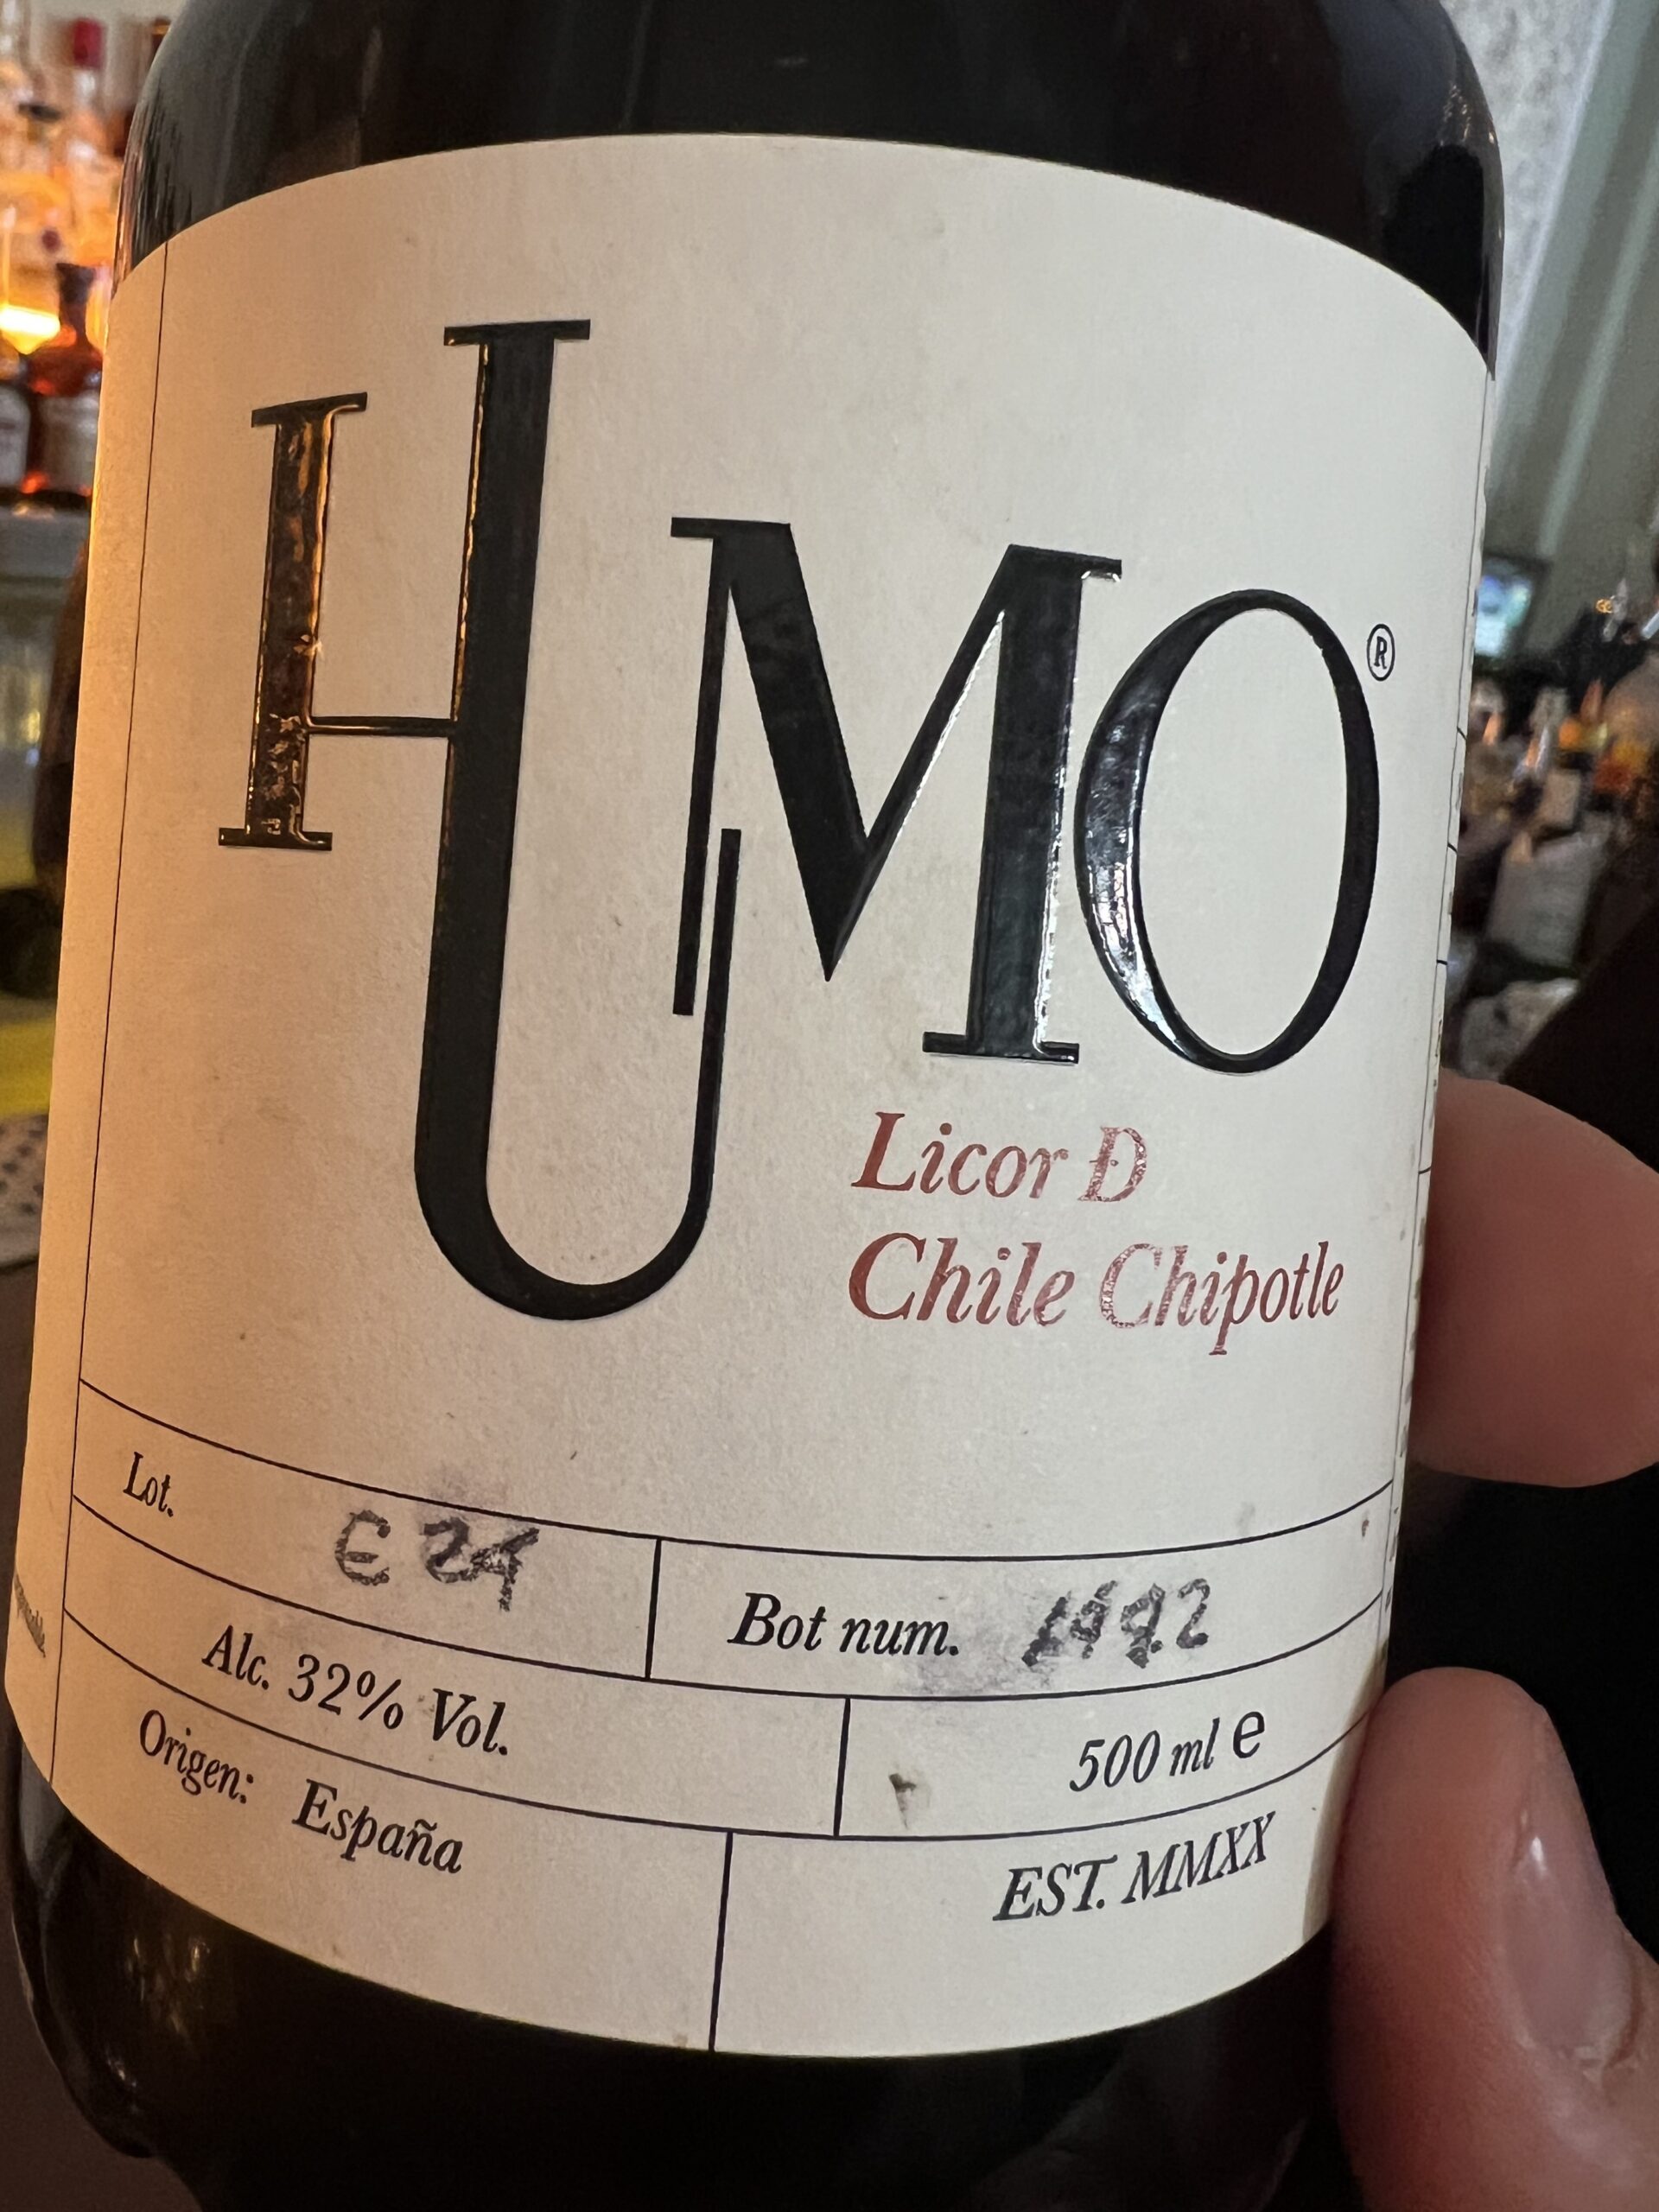 HUMO®
Licor Đ
Chile Chipotle
Lot. E 24
Bot num.
Alc. 32% Vol.
500 ml e
Origen: España
EST. MMXX